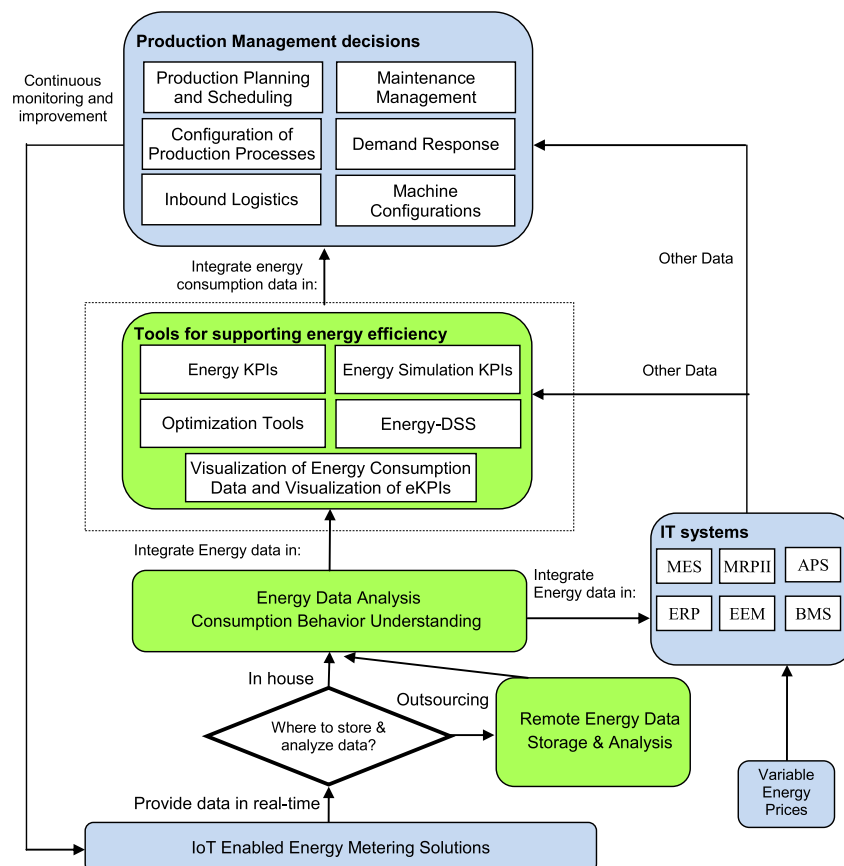 Production Management decisions
Continuous
monitoring and
improvement
Production Planning
and Scheduling
Maintenance
Management
Configuration of
Production Processes
Demand Response
Inbound Logistics
Machine
Configurations
Integrate energy
consumption data in:
Other Data
Tools for supporting energy efficiency
Energy KPIs
Energy Simulation KPIs
Other Data
Optimization Tools
Energy-DSS
Visualization of Energy Consumption
Data and Visualization of eKPIs
Integrate Energy data in:
IT systems
MES
MRPII
APS
ERP
EEM
BMS
Energy Data Analysis
Consumption Behavior Understanding
Integrate
Energy data in:
In house
Outsourcing
Where to store &
analyze data?
Remote Energy Data
Storage & Analysis
Variable
Energy
Prices
Provide data in real-time
IoT Enabled Energy Metering Solutions